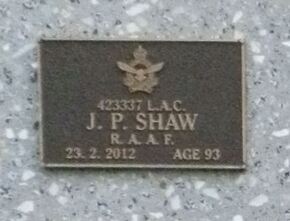 423337 L.A.C.
J. P. SHAW
R. A. A. F.
23. 2. 2012 AGE 93